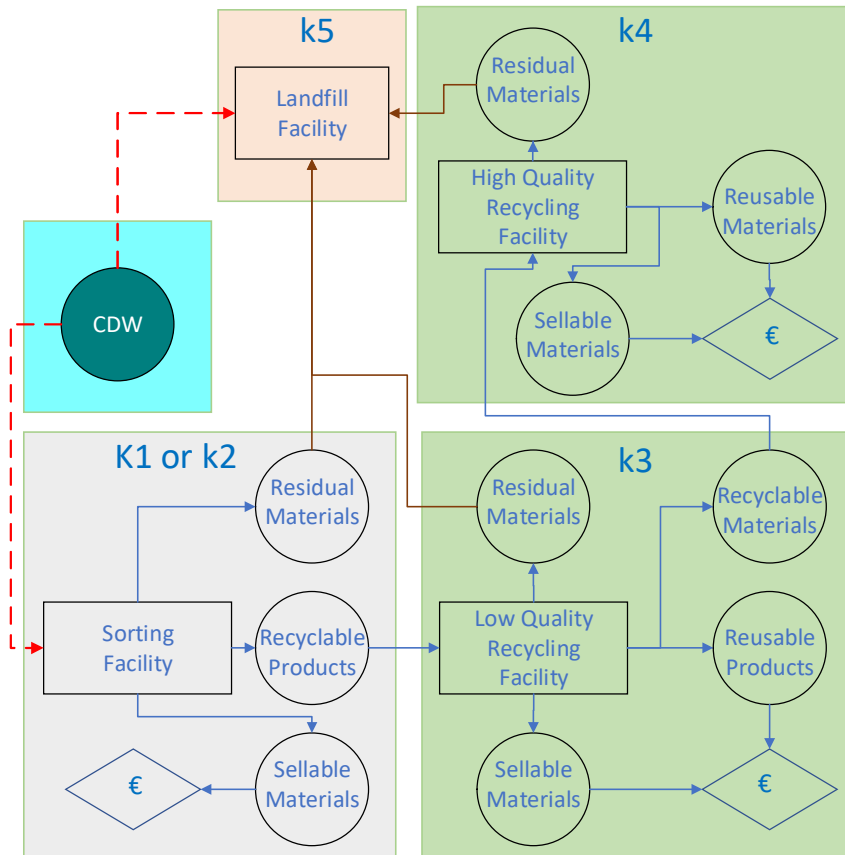 k5
Landfill
Facility
k4
Residual
Materials
High Quality
Recycling
Facility
Reusable
Materials
Sellable
Materials
€
CDW
K1 or k2
Residual
Materials
Sorting
Facility
Recyclable
Products
Sellable
Materials
€
k3
Residual
Materials
Recyclable
Materials
Low Quality
Recycling
Facility
Reusable
Products
Sellable
Materials
€